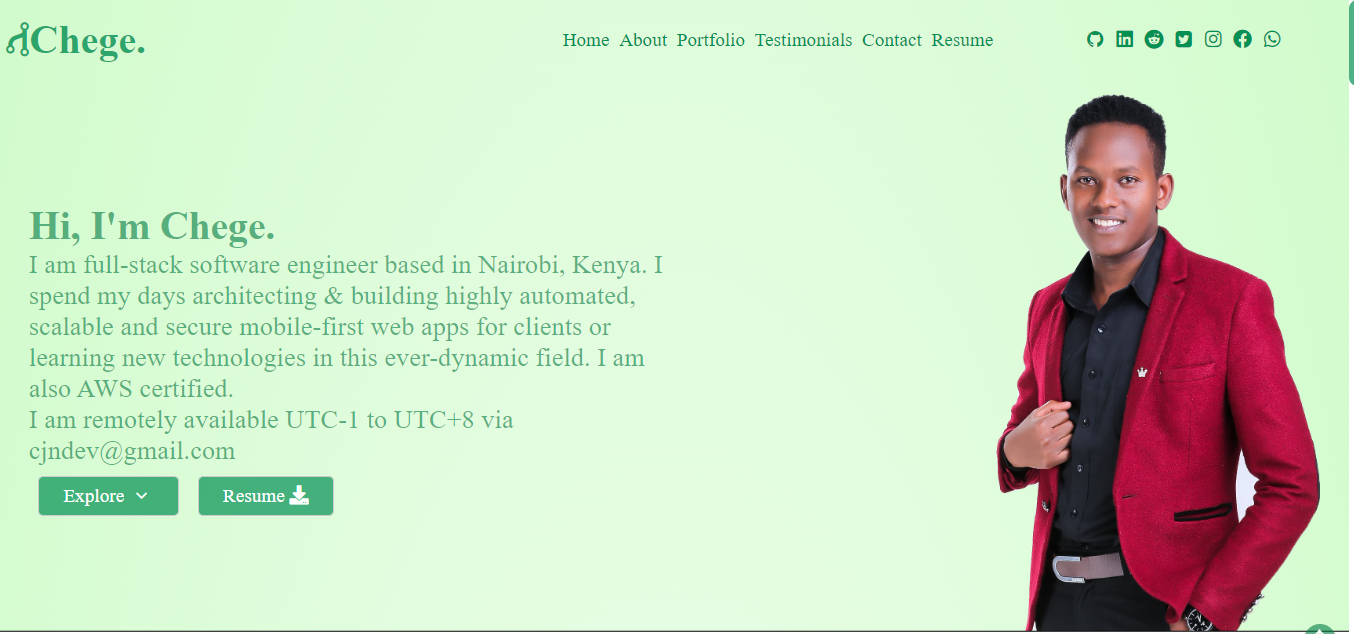 Chege.
Home About Portfolio Testimonials Contact Resume
Hi, I'm Chege.
I am full-stack software engineer based in Nairobi, Kenya. I
spend my days architecting & building highly automated,
scalable and secure mobile-first web apps for clients or
learning new technologies in this ever-dynamic field. I am
also AWS certified.
I am remotely available UTC-1 to UTC+8 via
cjndev@gmail.com
Explore
Resume